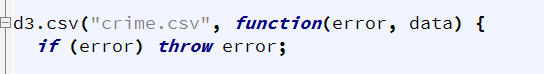 d3.csv("crime.csv", function(error, data) {
if (error) throw error;